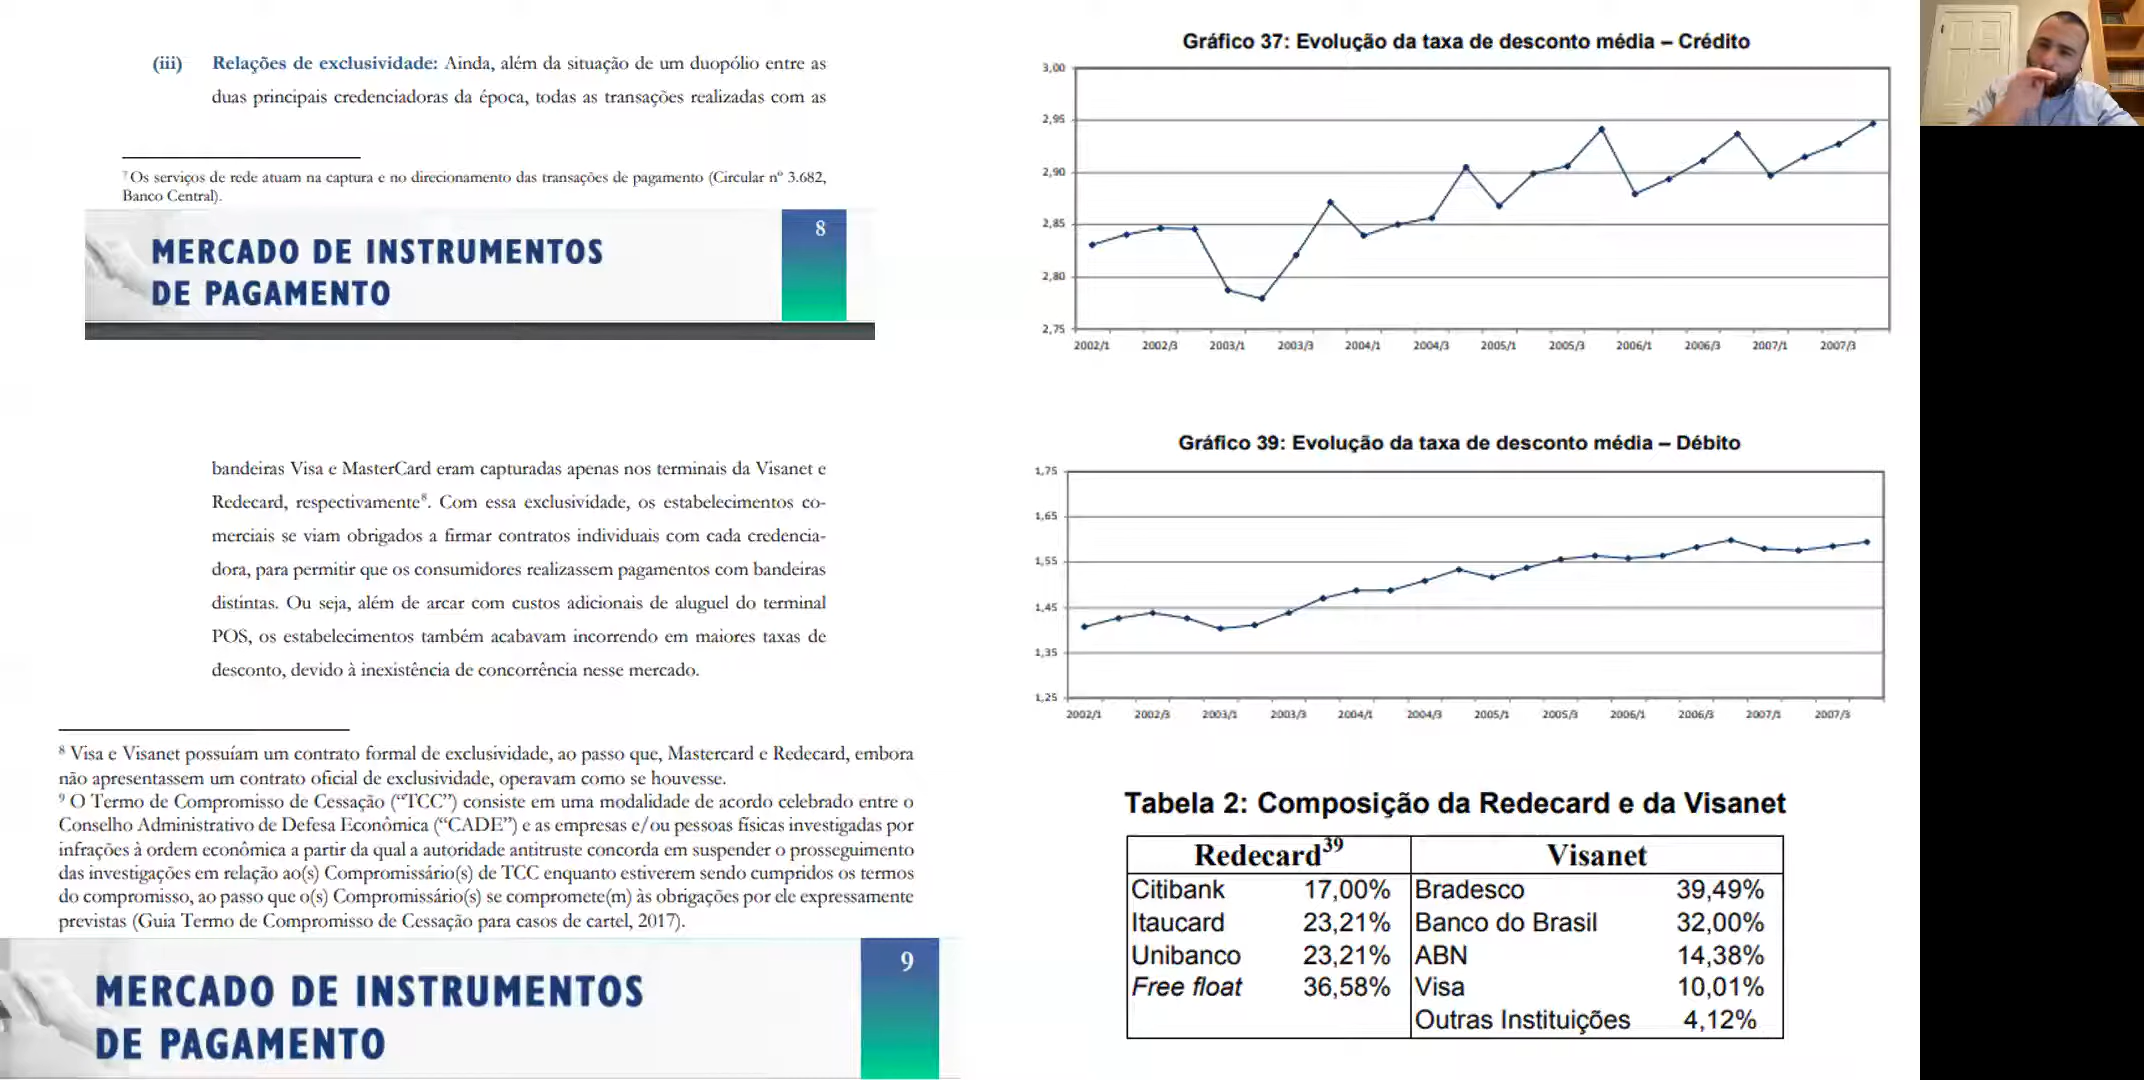 (iii) Relações de exclusividade: Ainda, além da situação de um duopólio entre as
duas principais credenciadoras da época, todas as transações realizadas com as
7 Os serviços de rede atuam na captura e no direcionamento das transações de pagamento (Circular nº 3.682,
Banco Central).
8
MERCADO DE INSTRUMENTOS
DE PAGAMENTO
bandeiras Visa e MasterCard eram capturadas apenas nos terminais da Visanet e
Redecard, respectivamente8. Com essa exclusividade, os estabelecimentos co-
merciais se viam obrigados a firmar contratos individuais com cada credencia-
dora, para permitir que os consumidores realizassem pagamentos com bandeiras
distintas. Ou seja, além de arcar com custos adicionais de aluguel do terminal
POS, os estabelecimentos também acabavam incorrendo em maiores taxas de
desconto, devido à inexistência de concorrência nesse mercado.
8 Visa e Visanet possuíam um contrato formal de exclusividade, ao passo que, Mastercard e Redecard, embora
não apresentassem um contrato oficial de exclusividade, operavam como se houvesse.
9 O Termo de Compromisso de Cessação (“TCC”) consiste em uma modalidade de acordo celebrado entre o
Conselho Administrativo de Defesa Econômica (“CADE”) e as empresas e/ou pessoas físicas investigadas por
infrações à ordem econômica a partir da qual a autoridade antitruste concorda em suspender o prosseguimento
das investigações em relação ao(s) Compromissário(s) de TCC enquanto estiverem sendo cumpridos os termos
do compromisso, ao passo que o(s) Compromissário(s) se compromete(m) às obrigações por ele expressamente
previstas (Guia Termo de Compromisso de Cessação para casos de cartel, 2017).
9
MERCADO DE INSTRUMENTOS
DE PAGAMENTO
Gráfico 37: Evolução da taxa de desconto média – Crédito
3,00
2,95
2,90
2,85
2,80
2,75
2002/1 2002/3 2003/1 2003/3 2004/1 2004/3 2005/1 2005/3 2006/1 2006/3 2007/1 2007/3
Gráfico 39: Evolução da taxa de desconto média – Débito
1,75
1,65
1,55
1,45
1,35
1,25
2002/1 2002/3 2003/1 2003/3 2004/1 2004/3 2005/1 2005/3 2006/1 2006/3 2007/1 2007/3
Tabela 2: Composição da Redecard e da Visanet
Redecard39 Visanet
Citibank 17,00% Bradesco 39,49%
Itaucard 23,21% Banco do Brasil 32,00%
Unibanco 23,21% ABN 14,38%
Free float 36,58% Visa 10,01%
Outras Instituições 4,12%